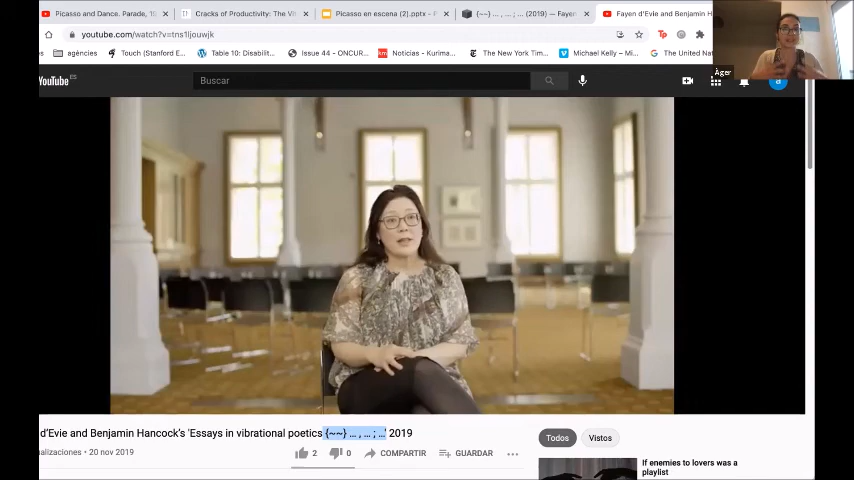 Picasso and Dance. Parade, 1
Cracks of Productivity: The Vi
Picasso en escena (2).pptx -
{~~} ... , ... ; ... (2019) — Fayen
Fayen d'Evie and Benjamin H
youtube.com/watch?v=tns1ljouwjk
agències
Touch (Stanford E...
Table 10: Disabilit...
Issue 44 - ONCUR...
Noticias - Kurima...
The New York Tim...
Michael Kelly – Mi...
The United Nat
Àger
YouTube ES
Buscar
a
d'Evie and Benjamin Hancock's 'Essays in vibrational poetics {~~} ... , ... ; ...' 2019
ualizaciones • 20 nov 2019
2
0
COMPARTIR
GUARDAR
Todos
Vistos
If enemies to lovers was a
playlist